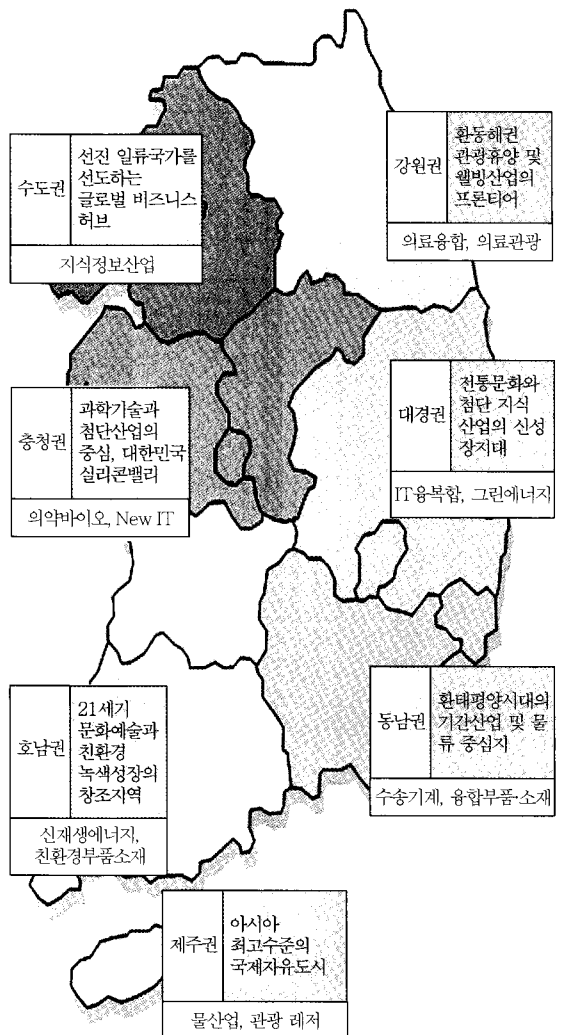 수도권
선진 일류국가를
선도하는
글로벌 비즈니스
허브
지식정보산업
강원권
환동해권
관광휴양 및
웰빙산업의
프론티어
의료융합, 의료관광
충청권
과학기술과
첨단산업의
중심, 대한민국
실리콘밸리
의약바이오, New IT
대경권
전통문화와
첨단 지식
산업의 신성
장지대
IT융복합, 그린에너지
호남권
21세기
문화예술과
친환경
녹색성장의
창조지역
신재생에너지,
친환경부품소재
동남권
환태평양시대의
기간산업 및 물
류 중심지
수송기계, 융합부품·소재
제주권
아시아
최고수준의
국제자유도시
물산업, 관광 레저